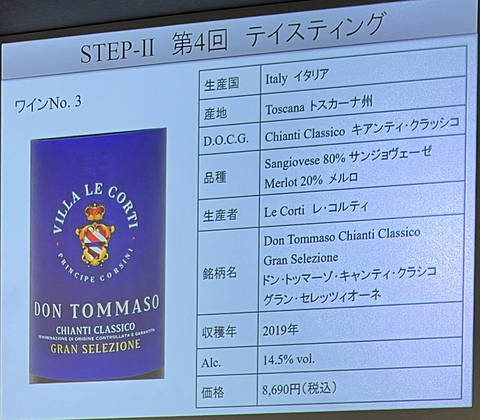 STEP-II 第4回 テイスティング
ワインNo. 3
VILLA LE CORTI
PRINCIPE CORSINI
DON TOMMASO
CHIANTI CLASSICO
DENOMINAZIONE DI ORIGINE CONTROLLATA E GARANTITA
GRAN SELEZIONE
生産国 Italy イタリア
産地 Toscana トスカーナ州
D.O.C.G. Chianti Classico キアンティ・クラッシコ
品種 Sangiovese 80% サンジョヴェーゼ
Merlot 20% メルロ
生産者 Le Corti レ・コルティ
銘柄名 Don Tommaso Chianti Classico
Gran Selezione
ドン・トッマーゾ・キャンティ・クラシコ
グラン・セレッツィオーネ
収穫年 2019年
Alc. 14.5% vol.
価格 8,690円（税込）